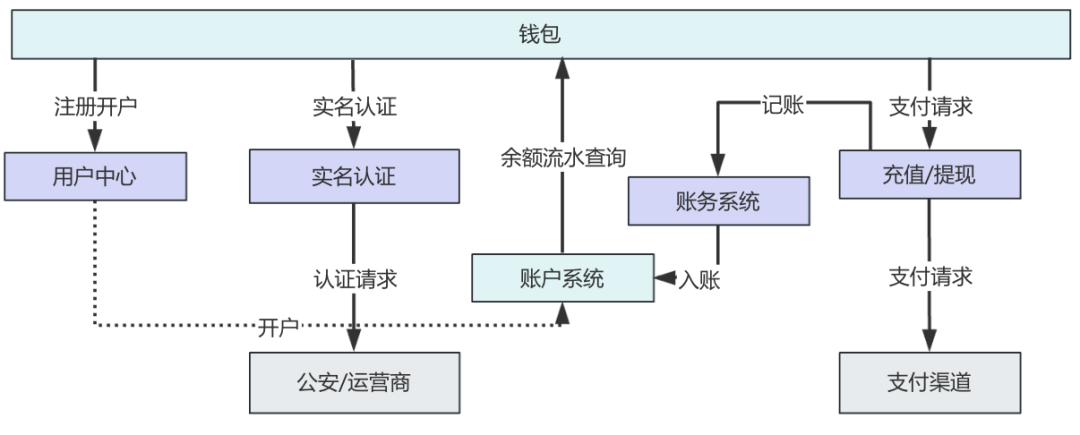 钱包
注册开户
实名认证
记账
支付请求
余额流水查询
用户中心
实名认证
账务系统
充值/提现
认证请求
账户系统
入账
支付请求
开户
公安/运营商
支付渠道